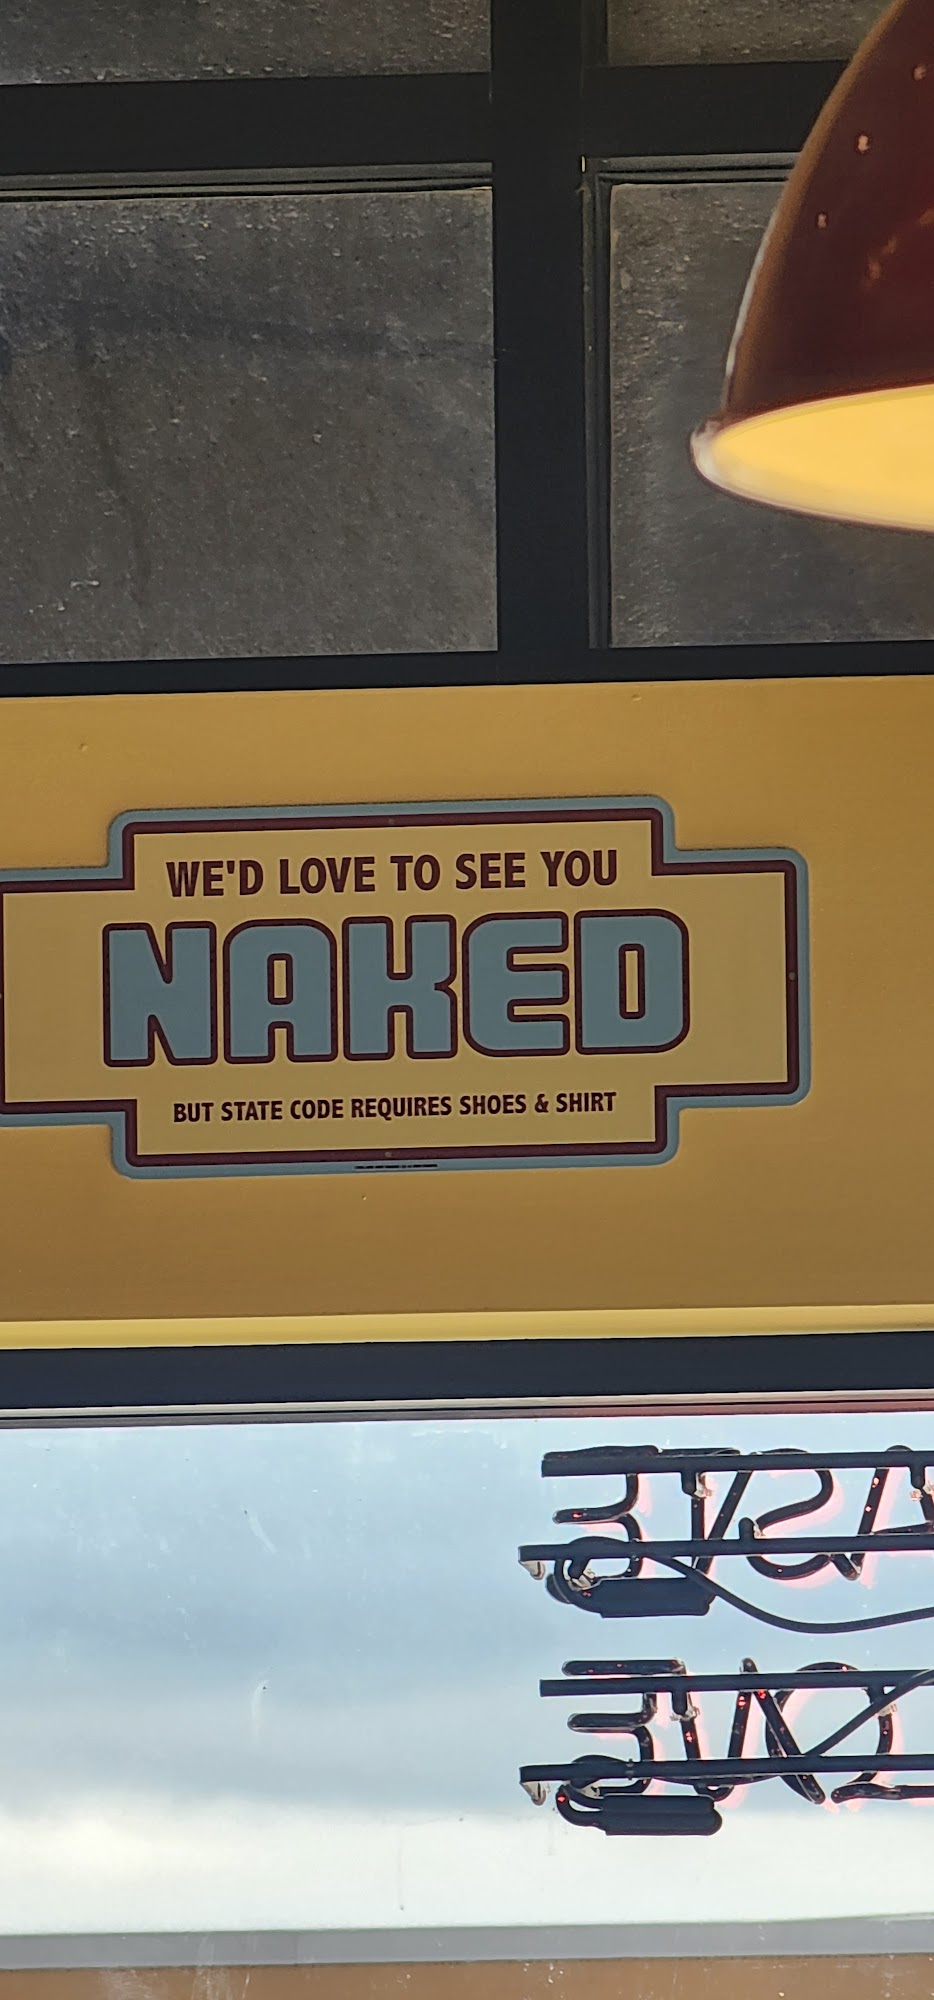 WE'D LOVE TO SEE YOU
NAKED
BUT STATE CODE REQUIRES SHOES & SHIRT